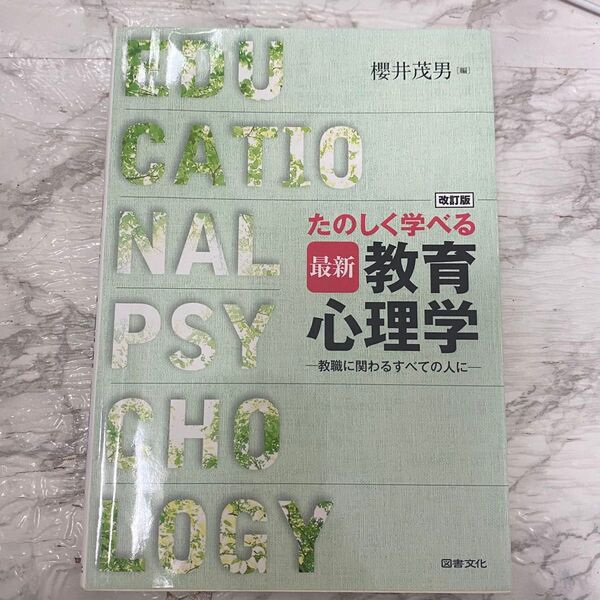 EDU
CATIO
NAL
PSY
CHO
LOGY
櫻井茂男 [編]
改訂版
たのしく学べる
最新 教育
心理学
―教職に関わるすべての人に―
図書文化